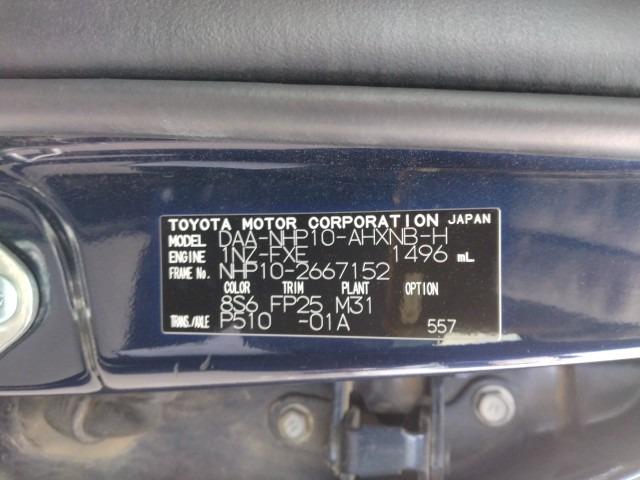 TOYOTA MOTOR CORPORATION JAPAN
MODEL DAA-NHP10-AHXNB-H
ENGINE 1NZ-FXE 1496 mL
FRAME No. NHP10-2667152
COLOR TRIM PLANT OPTION
8S6 FP25 M31
TRANS./AXLE P510 -01A 557